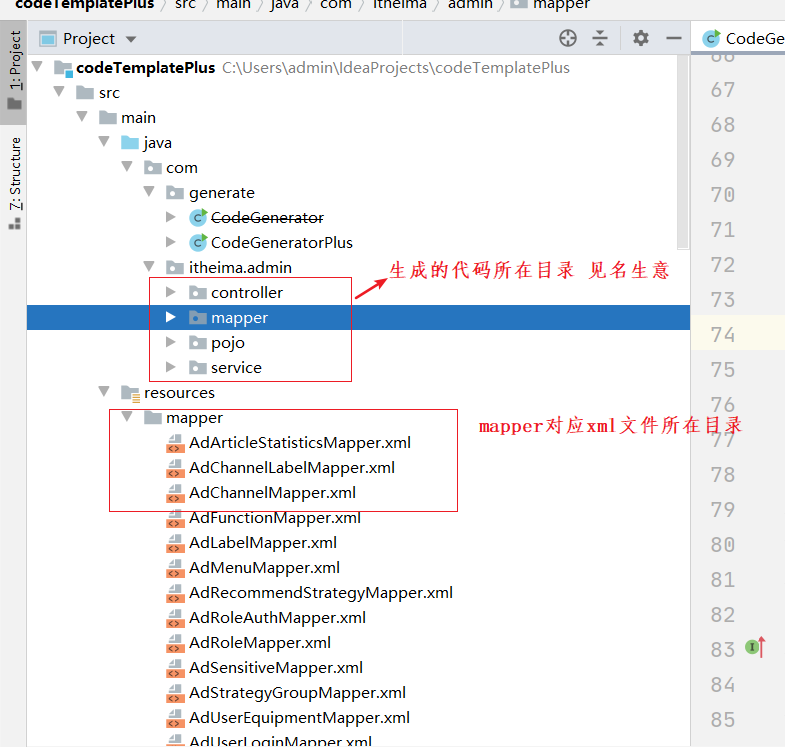 codeTemplatePlus / src / main / java / com / itheima / admin / mapper
Project
CodeGe
1: Project
Z: Structure
codeTemplatePlus C:\Users\admin\IdeaProjects\codeTemplatePlus
src
main
java
com
generate
CodeGenerator
CodeGeneratorPlus
itheima.admin
controller
生成的代码所在目录 见名生意
mapper
pojo
service
resources
mapper
mapper对应xml文件所在目录
AdArticleStatisticsMapper.xml
AdChannelLabelMapper.xml
AdChannelMapper.xml
AdFunctionMapper.xml
AdLabelMapper.xml
AdMenuMapper.xml
AdRecommendStrategyMapper.xml
AdRoleAuthMapper.xml
AdRoleMapper.xml
AdSensitiveMapper.xml
AdStrategyGroupMapper.xml
AdUserEquipmentMapper.xml
AdUserLoginMapper.xml
66
67
68
69
70
71
72
73
74
75
76
77
78
79
80
81
82
83
84
85